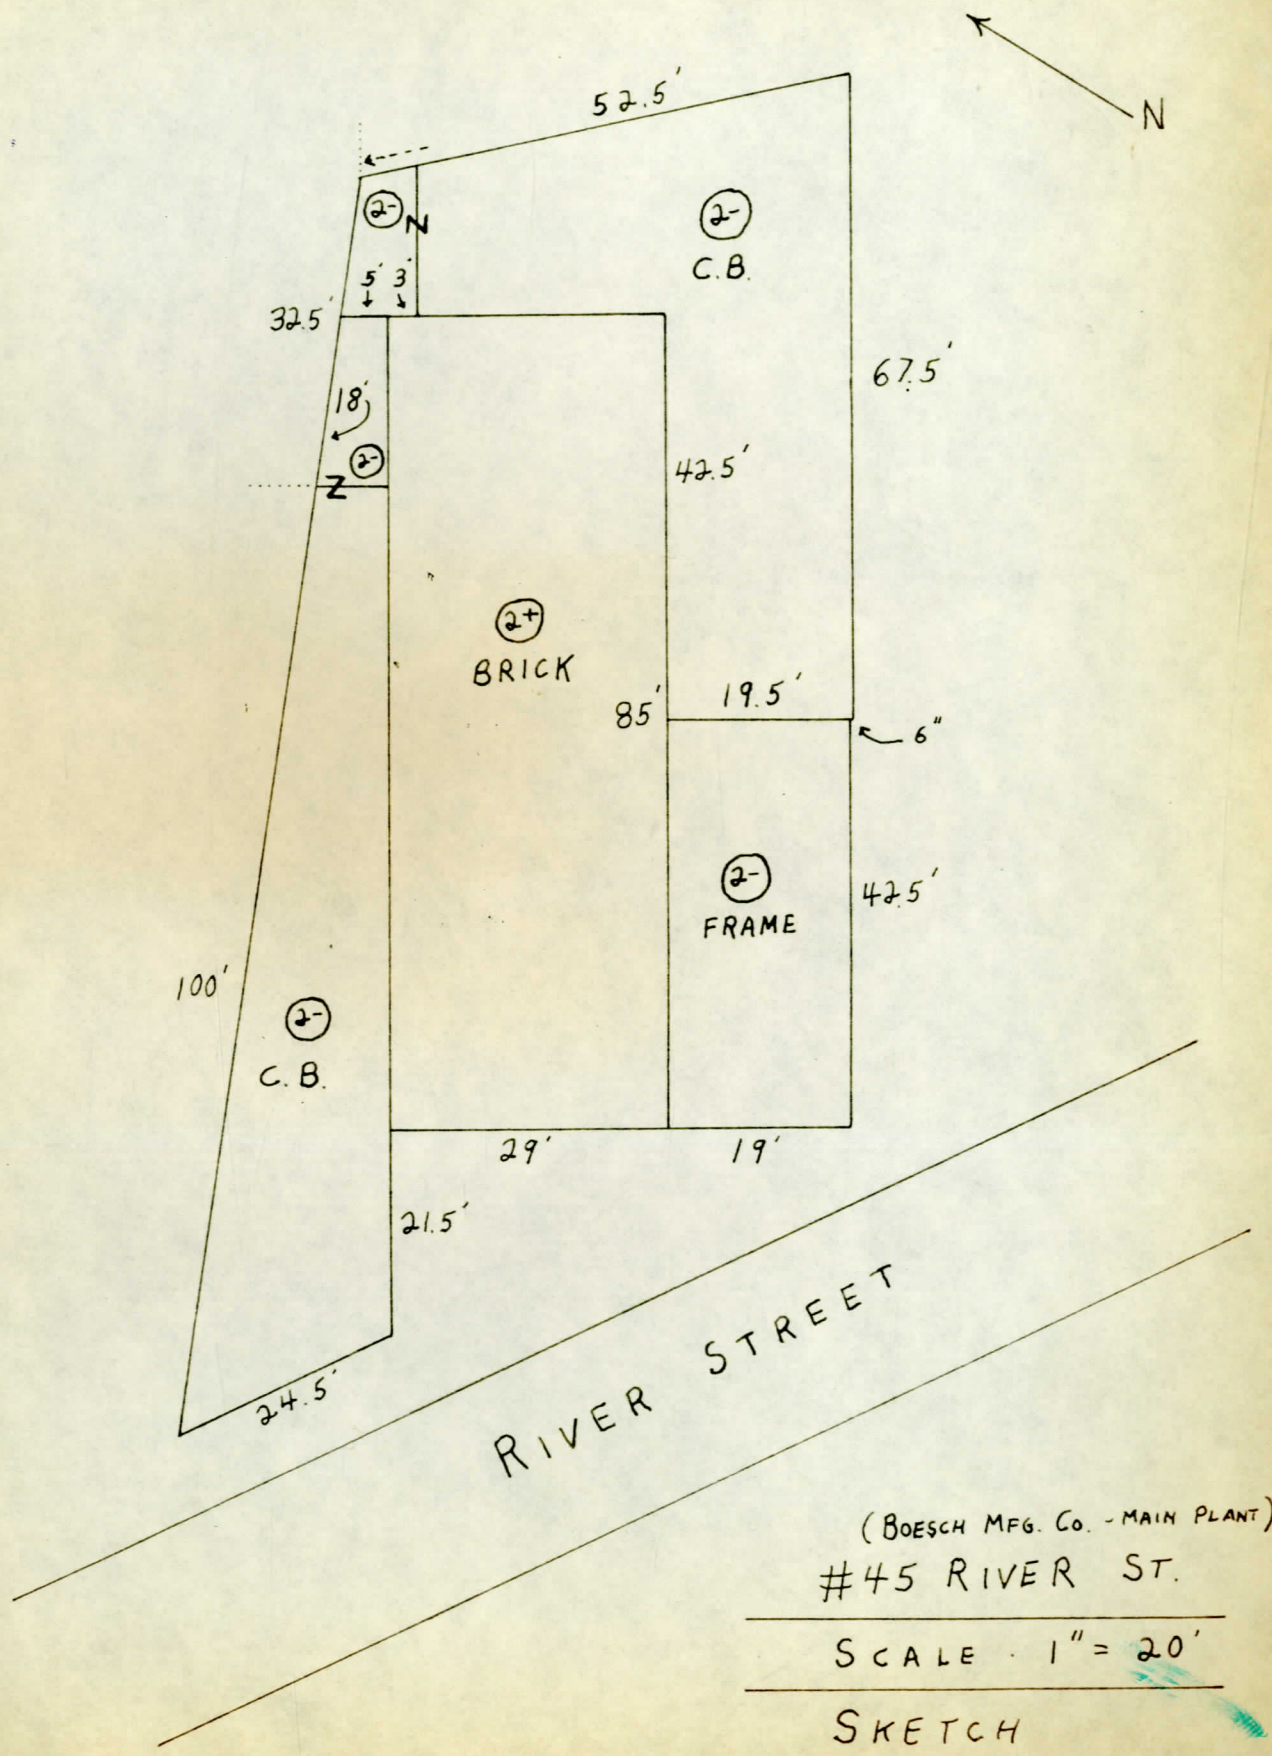 N
52.5'
2-
N
2-
C.B.
5' 3'
32.5'
67.5'
18'
42.5'
2-
Z
2+
BRICK
19.5'
85'
6"
2-
FRAME
42.5'
100'
2-
C.B.
29'
19'
21.5'
24.5'
RIVER STREET
(BOESCH MFG. Co. - MAIN PLANT)
#45 RIVER ST.
SCALE 1" = 20'
SKETCH